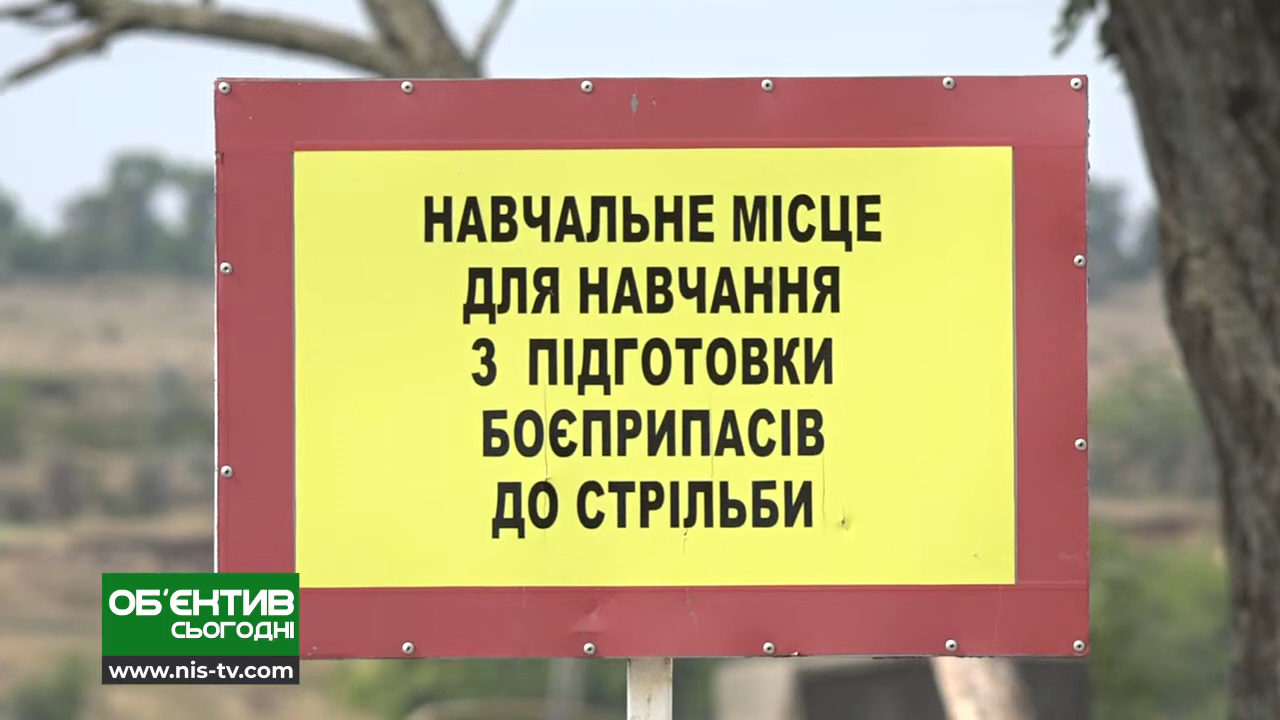 НАВЧАЛЬНЕ МІСЦЕ
ДЛЯ НАВЧАННЯ
З ПІДГОТОВКИ
БОЄПРИПАСІВ
ДО СТРІЛЬБИ
ОБ'ЄКТИВ
СЬОГОДНІ
www.nis-tv.com